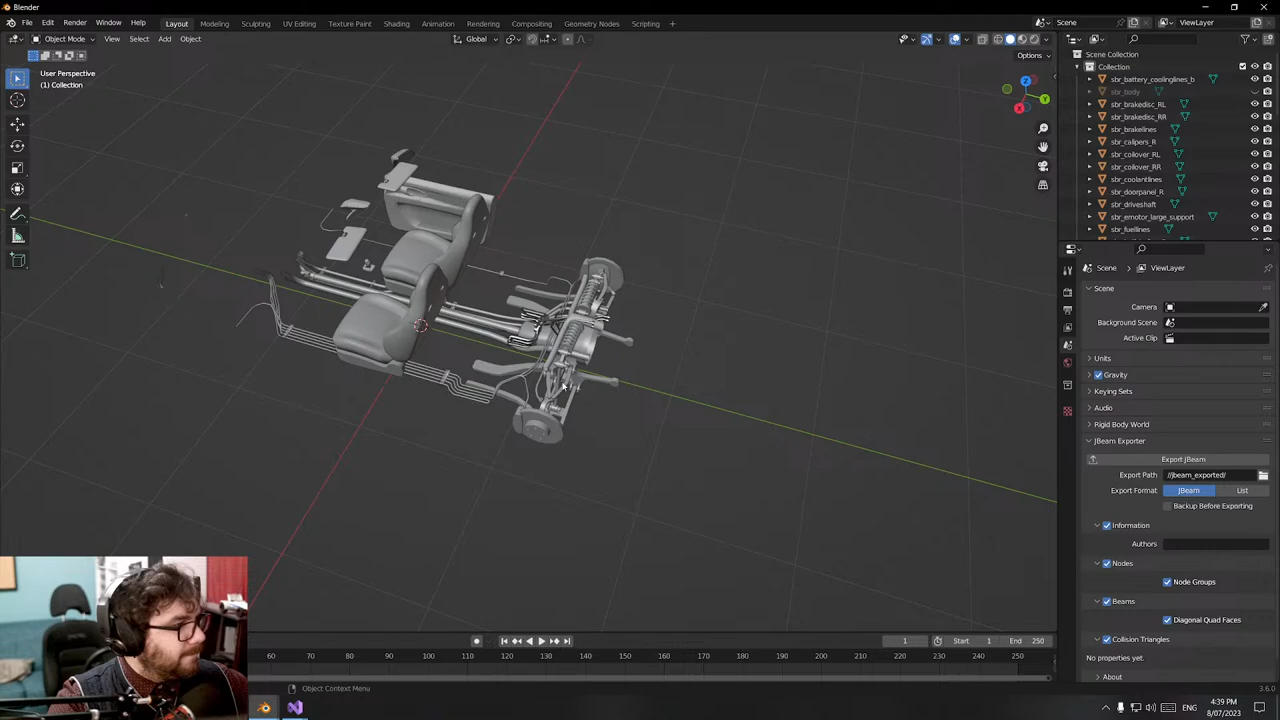 Blender
File Edit Render Window Help Layout Modeling Sculpting UV Editing Texture Paint Shading Animation Rendering Compositing Geometry Nodes Scripting + Scene ViewLayer
Object Mode View Select Add Object Global
Options
User Perspective
(1) Collection
Z
Y
X
Scene Collection
Collection
sbr_battery_coolinglines_b
sbr_body
sbr_brakedisc_RL
sbr_brakedisc_RR
sbr_brakelines
sbr_calipers_R
sbr_coilover_RL
sbr_coilover_RR
sbr_coolantlines
sbr_doorpanel_R
sbr_driveshaft
sbr_emotor_large_support
sbr_fuellines
Scene ViewLayer
Scene
Camera
Background Scene
Active Clip
Units
Gravity
Keying Sets
Audio
Rigid Body World
JBeam Exporter
Export JBeam
Export Path //jbeam_exported/
Export Format JBeam List
Backup Before Exporting
Information
Authors
Nodes
Node Groups
Beams
Diagonal Quad Faces
Collision Triangles
No properties yet.
About
1 Start 1 End 250
60 70 80 90 100 110 120 130 140 150 160 170 180 190 200 210 220 230 240 250
Object Context Menu
3.6.0
ENG
4:39 PM
8/07/2023